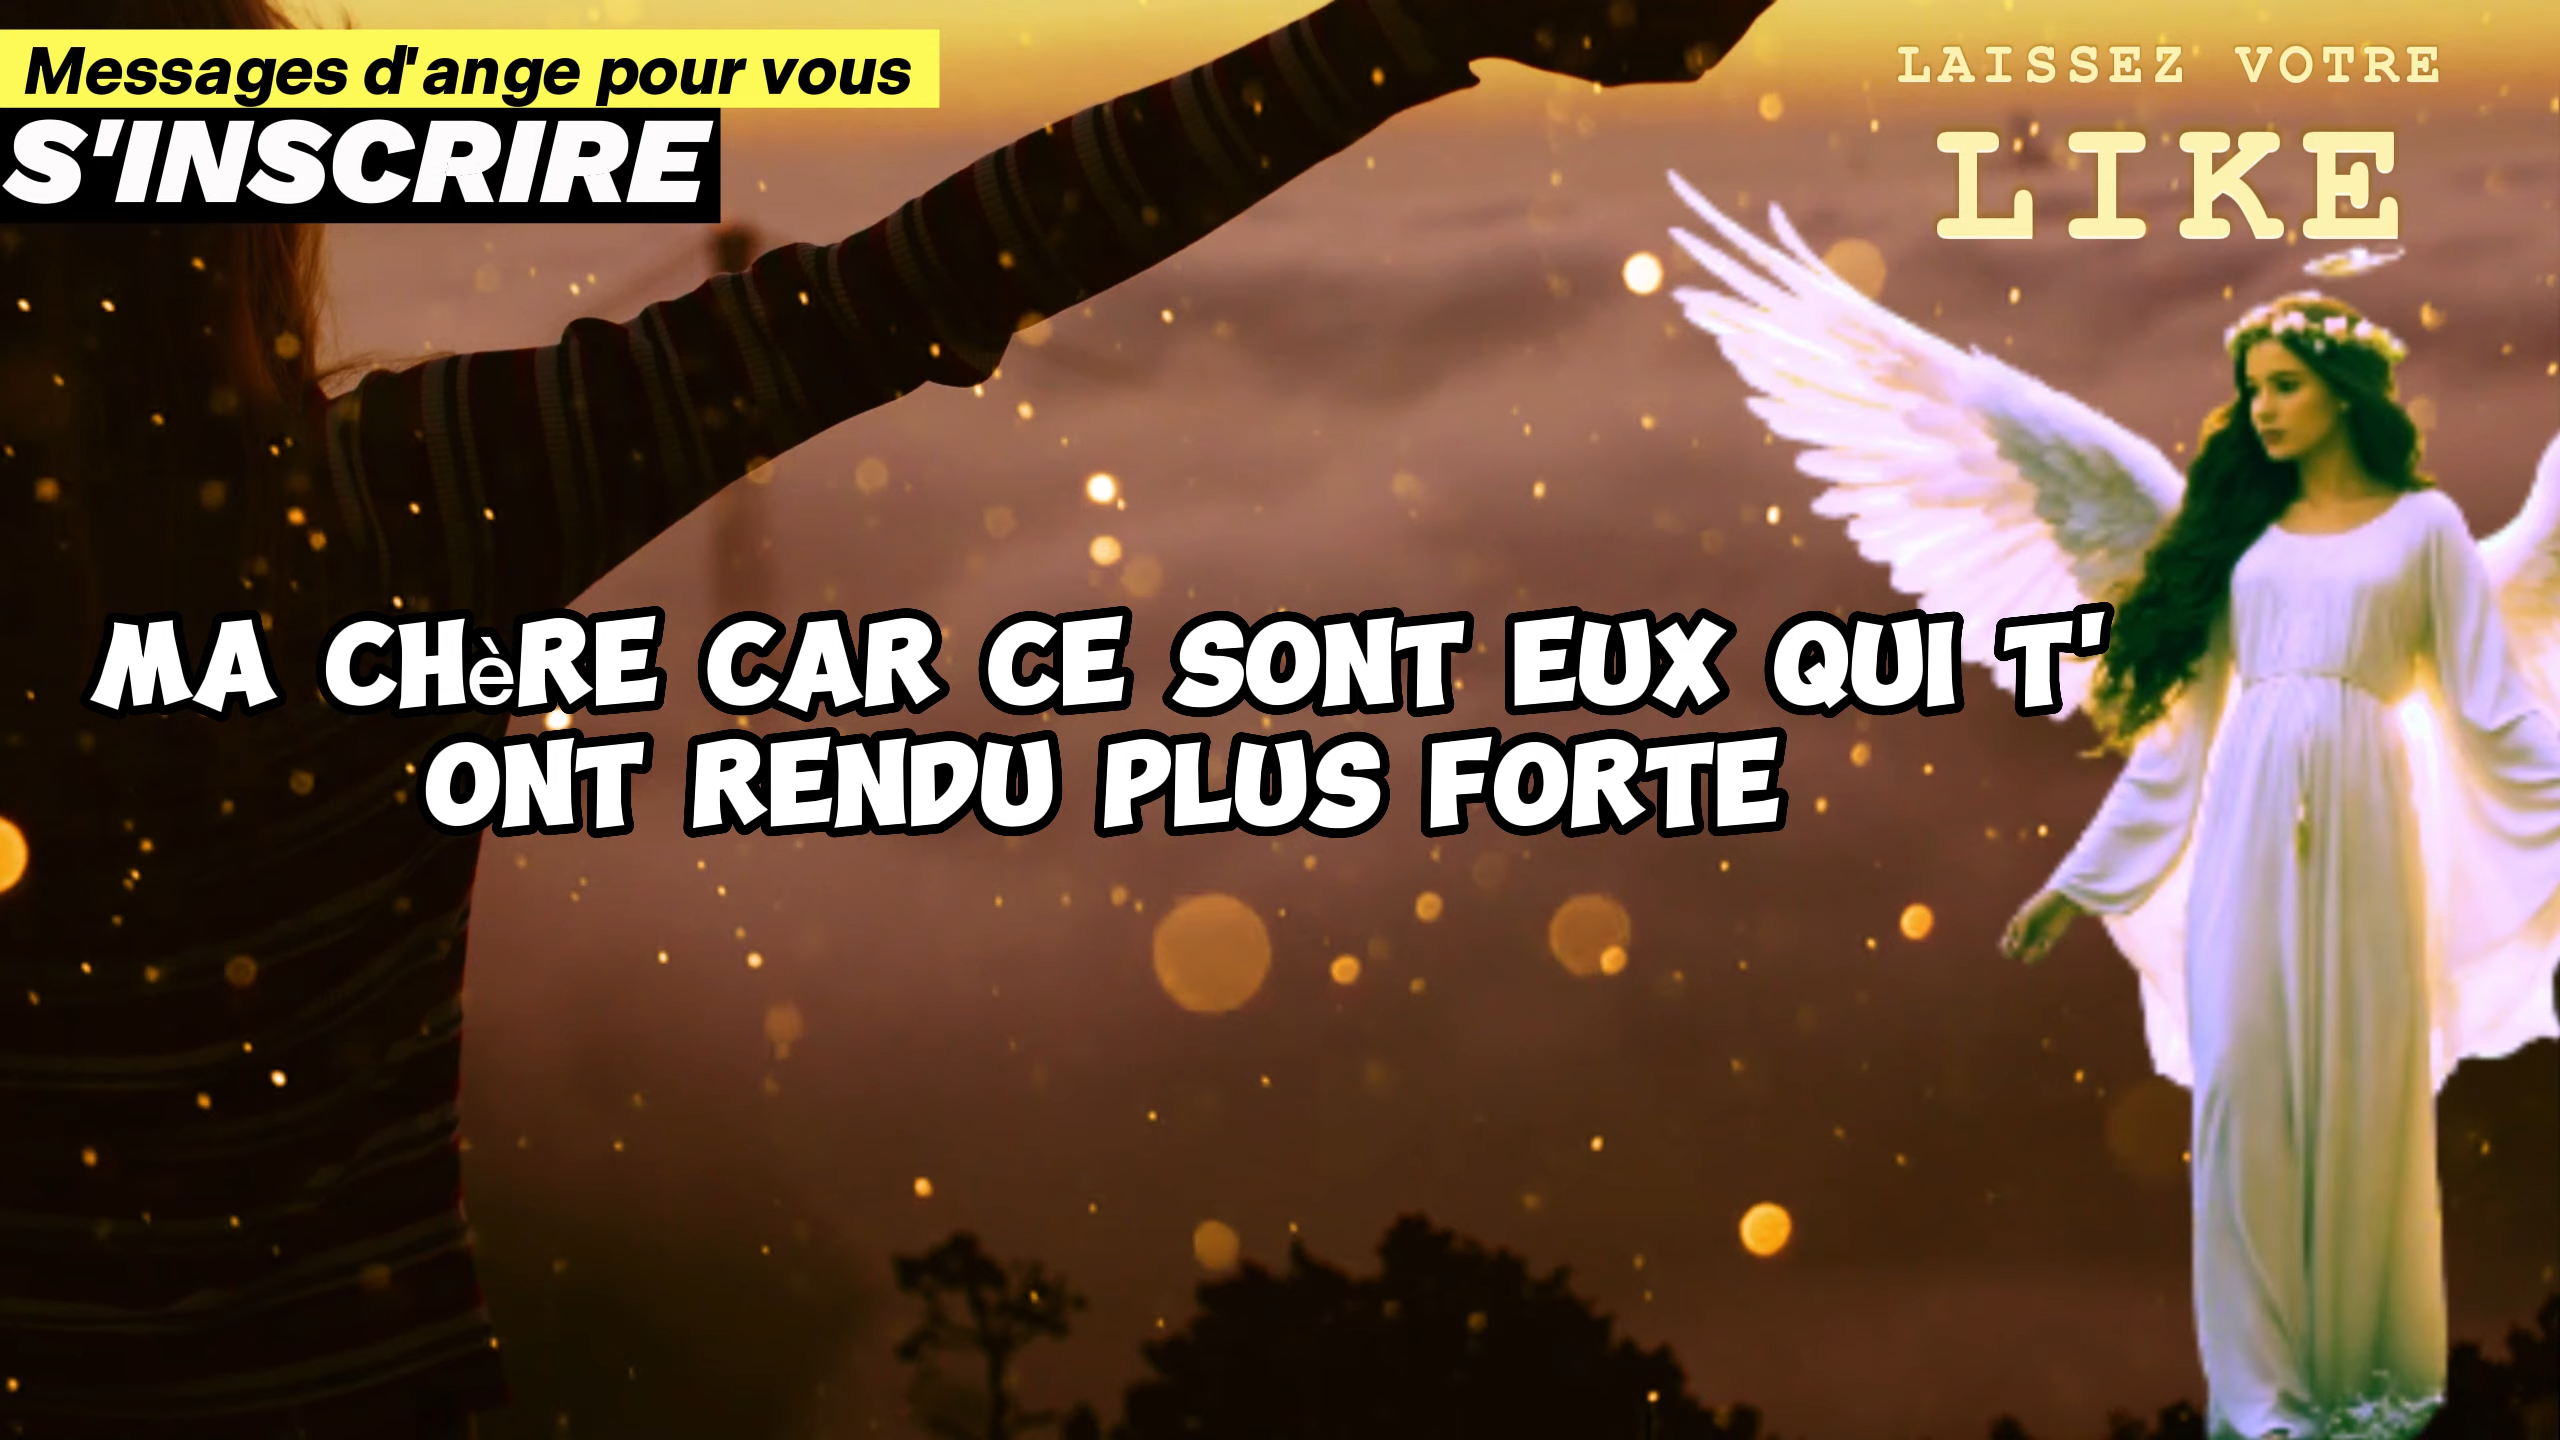 Messages d'ange pour vous
S'INSCRIRE
LAISSEZ VOTRE
LIKE
MA CHèRE CAR CE SONT EUX QUI T'
ONT RENDU PLUS FORTE